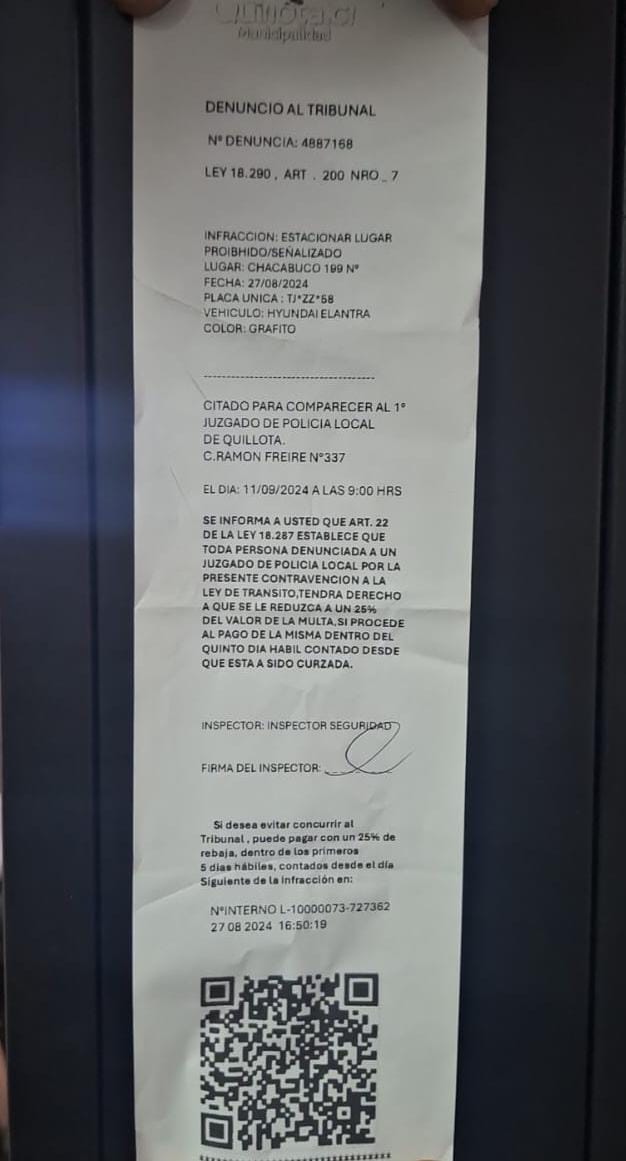 Quillota.cl
Municipalidad
DENUNCIO AL TRIBUNAL
N° DENUNCIA: 4887168
LEY 18.290 , ART . 200 NRO _ 7
INFRACCION: ESTACIONAR LUGAR
PROIBHIDO/SEÑALIZADO
LUGAR: CHACABUCO 199 N°
FECHA: 27/08/2024
PLACA UNICA : TJ*ZZ*58
VEHICULO: HYUNDAI ELANTRA
COLOR: GRAFITO
-----------------------------------
CITADO PARA COMPARECER AL 1°
JUZGADO DE POLICIA LOCAL
DE QUILLOTA.
C.RAMON FREIRE N°337
EL DIA: 11/09/2024 A LAS 9:00 HRS
SE INFORMA A USTED QUE ART. 22
DE LA LEY 18.287 ESTABLECE QUE
TODA PERSONA DENUNCIADA A UN
JUZGADO DE POLICIA LOCAL POR LA
PRESENTE CONTRAVENCION A LA
LEY DE TRANSITO,TENDRA DERECHO
A QUE SE LE REDUZCA A UN 25%
DEL VALOR DE LA MULTA,SI PROCEDE
AL PAGO DE LA MISMA DENTRO DEL
QUINTO DIA HABIL CONTADO DESDE
QUE ESTA A SIDO CURZADA.
INSPECTOR: INSPECTOR SEGURIDAD
FIRMA DEL INSPECTOR:
Si desea evitar concurrir al
Tribunal , puede pagar con un 25% de
rebaja, dentro de los primeros
5 dias hábiles, contados desde el día
Siguiente de la infracción en:
N°INTERNO L-10000073-727362
27 08 2024 16:50:19